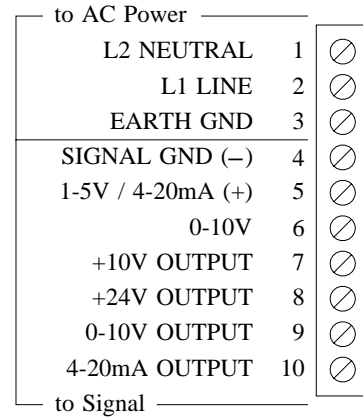 to AC Power
L2 NEUTRAL 1
L1 LINE 2
EARTH GND 3
SIGNAL GND (–) 4
1-5V / 4-20mA (+) 5
0-10V 6
+10V OUTPUT 7
+24V OUTPUT 8
0-10V OUTPUT 9
4-20mA OUTPUT 10
to Signal